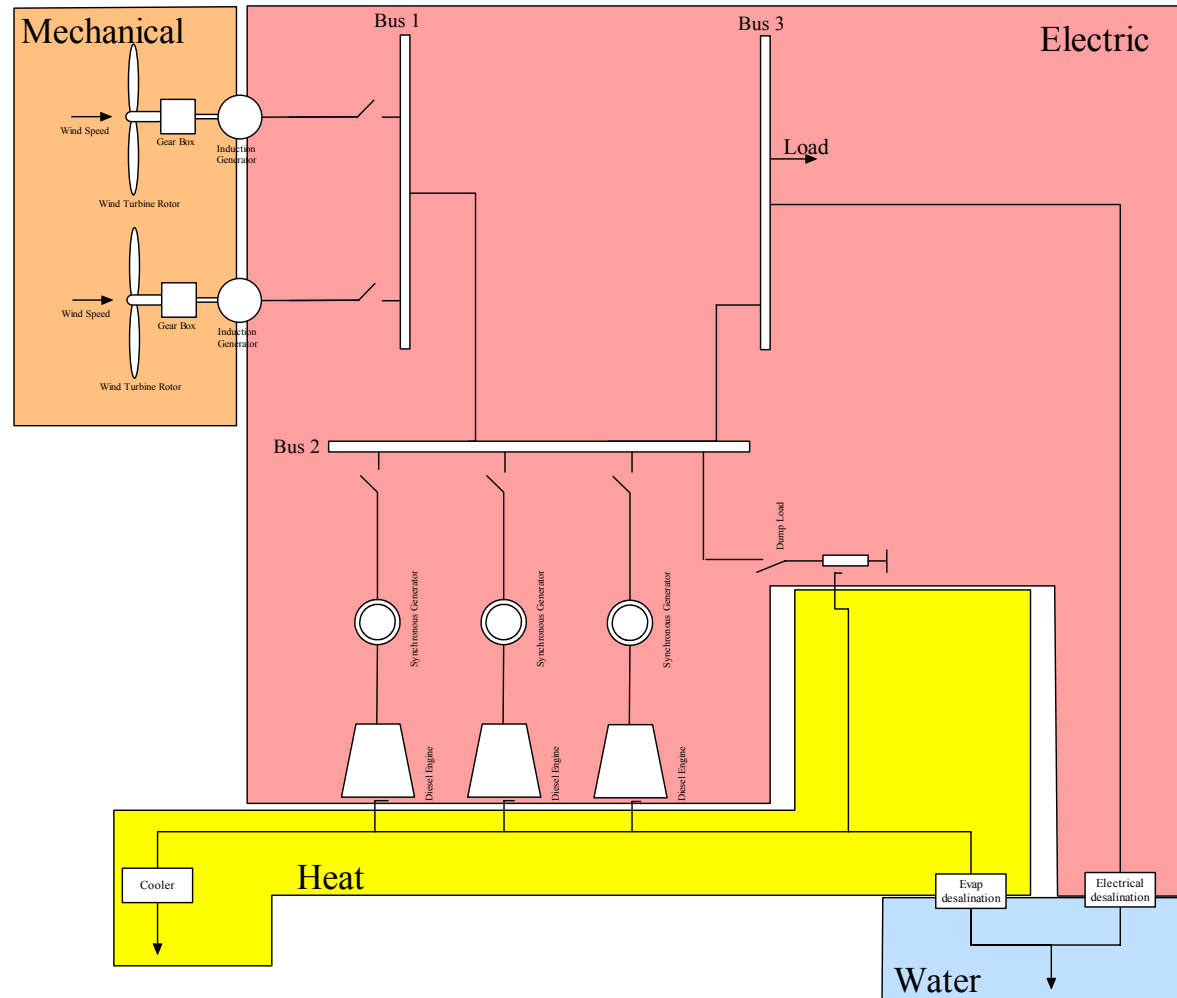 Mechanical
Bus 1
Bus 3
Electric
Wind Speed
Gear Box
Induction
Generator
Wind Turbine Rotor
Load
Wind Speed
Gear Box
Induction
Generator
Wind Turbine Rotor
Bus 2
Dump Load
Synchronous Generator
Synchronous Generator
Synchronous Generator
Diesel Engine
Diesel Engine
Diesel Engine
Cooler
Heat
Evap
desalination
Electrical
desalination
Water